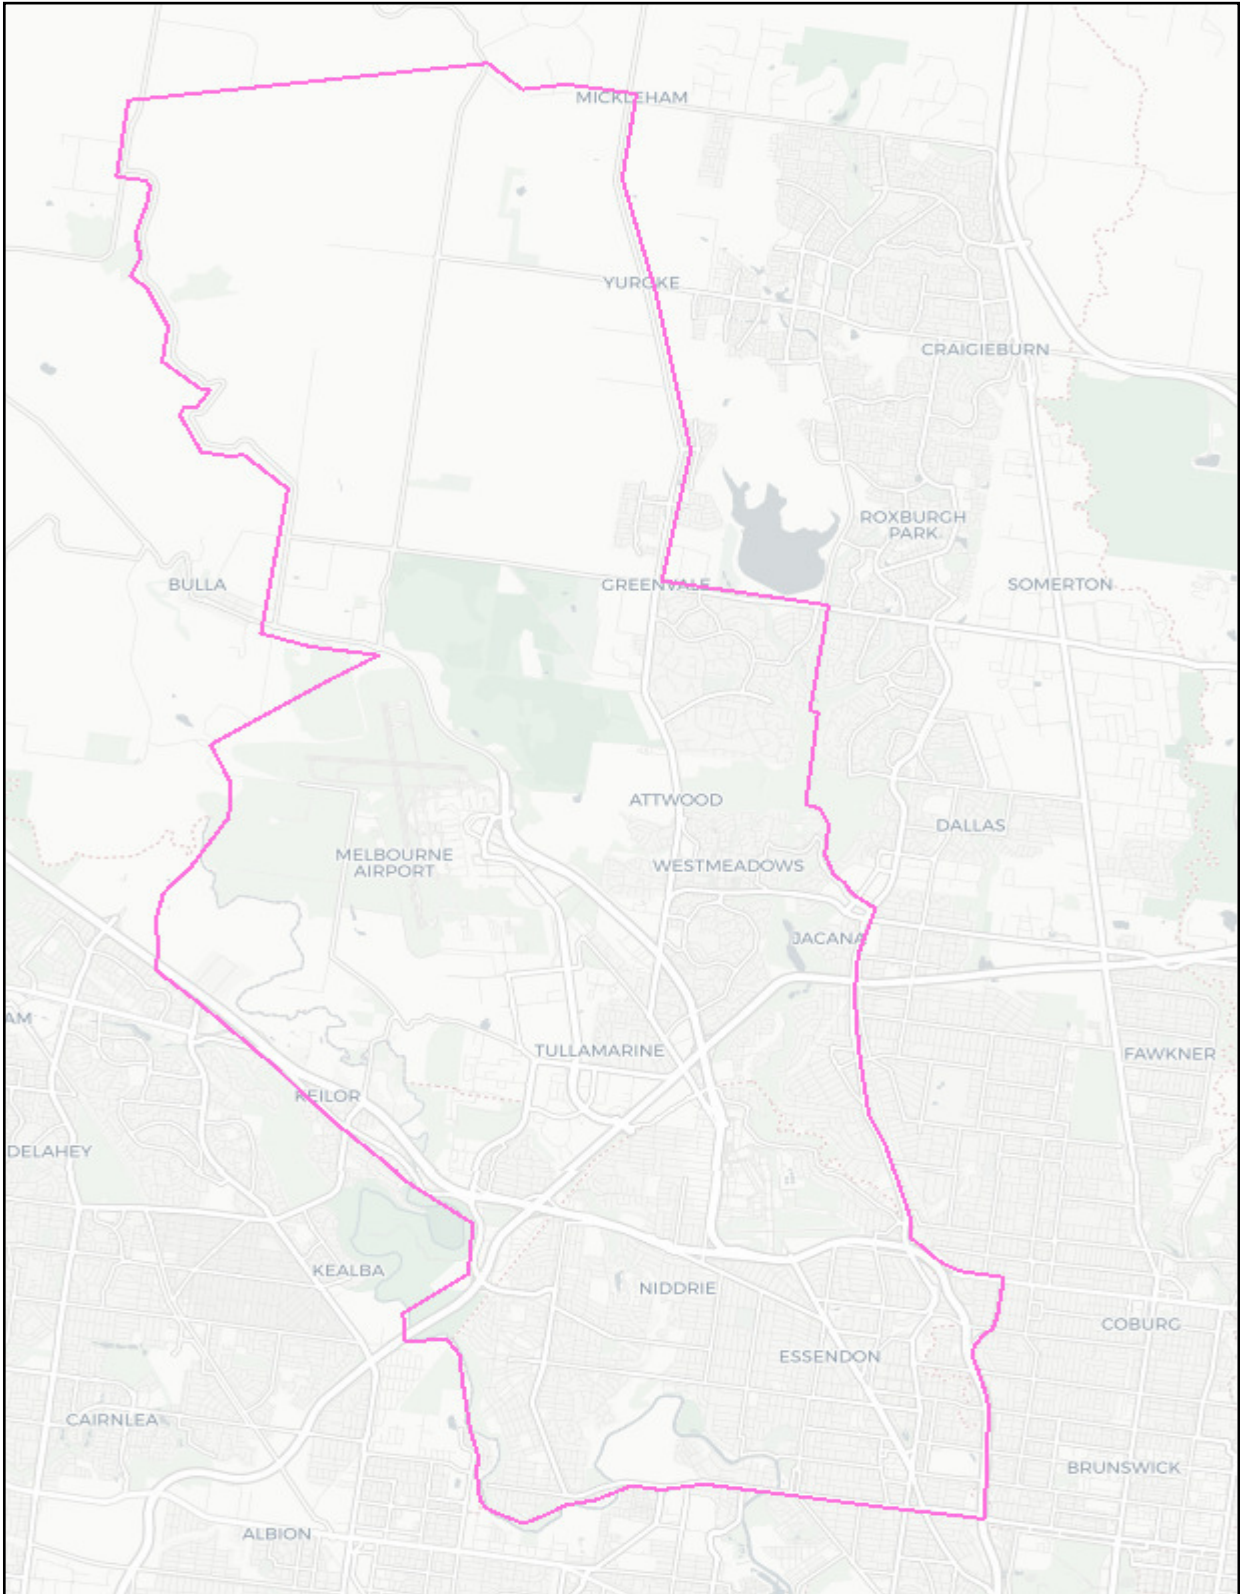 MICKLEHAM
YUROKE
CRAIGIEBURN
ROXBURGH
PARK
BULLA
GREENVALE
SOMERTON
ATTWOOD
DALLAS
MELBOURNE
AIRPORT
WESTMEADOWS
JACANA
AM
TULLAMARINE
FAWKNER
KEILOR
DELAHEY
KEALBA
NIDDRIE
COBURG
ESSENDON
CAIRNLEA
BRUNSWICK
ALBION